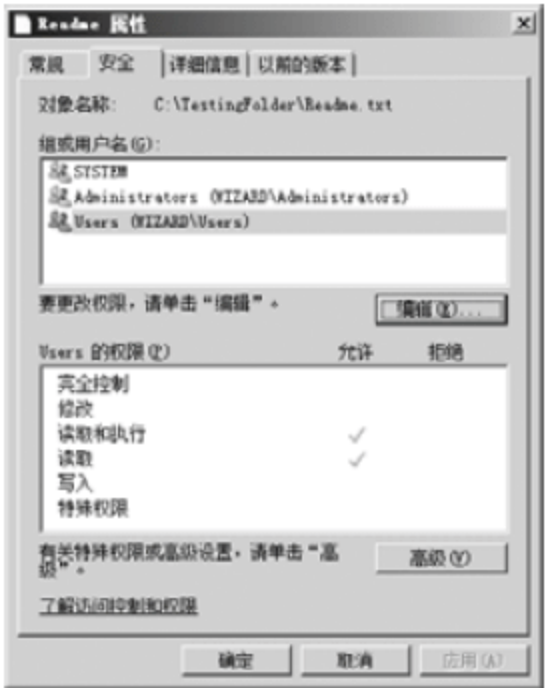 Readme 属性
常规 安全 详细信息 以前的版本
对象名称: C:\TestingFolder\Readme.txt
组或用户名(G):
SYSTEM
Administrators (WIZARD\Administrators)
Users (WIZARD\Users)
要更改权限，请单击“编辑”。
编辑(E)...
Users 的权限(P) 允许 拒绝
完全控制
修改
读取和执行
读取
写入
特殊权限
有关特殊权限或高级设置，请单击“高
级”。
高级(V)
了解访问控制和权限
确定 取消 应用(A)